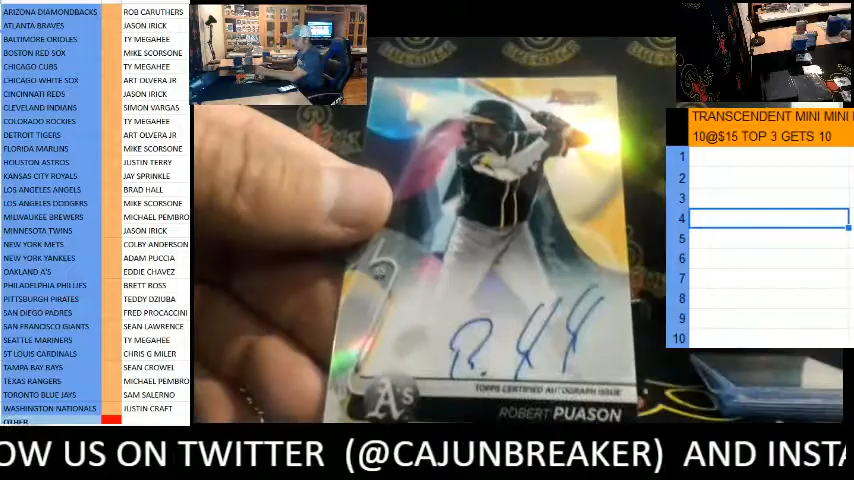 ARIZONA DIAMONDBACKS ROB CARUTHERS
ATLANTA BRAVES JASON IRICK
BALTIMORE ORIOLES TY MEGAHEE
BOSTON RED SOX MIKE SCORSONE
CHICAGO CUBS TY MEGAHEE
CHICAGO WHITE SOX ART OLVERA JR
CINCINNATI REDS JASON IRICK
CLEVELAND INDIANS SIMON VARGAS
COLORADO ROCKIES TY MEGAHEE
DETROIT TIGERS ART OLVERA JR
FLORIDA MARLINS MIKE SCORSONE
HOUSTON ASTROS JUSTIN TERRY
KANSAS CITY ROYALS JAY SPRINKLE
LOS ANGELES ANGELS BRAD HALL
LOS ANGELES DODGERS MIKE SCORSONE
MILWAUKEE BREWERS MICHAEL PEMBRO
MINNESOTA TWINS JASON IRICK
NEW YORK METS COLBY ANDERSON
NEW YORK YANKEES ADAM PUCCIA
OAKLAND A'S EDDIE CHAVEZ
PHILADELPHIA PHILLIES BRETT ROSS
PITTSBURGH PIRATES TEDDY DZIUBA
SAN DIEGO PADRES FRED PROCACCINI
SAN FRANCISCO GIANTS SEAN LAWRENCE
SEATTLE MARINERS TY MEGAHEE
ST LOUIS CARDINALS CHRIS G MILER
TAMPA BAY RAYS SEAN CROWEL
TEXAS RANGERS MICHAEL PEMBRO
TORONTO BLUE JAYS SAM SALERNO
WASHINGTON NATIONALS JUSTIN CRAFT
OTHER
TOPPS CERTIFIED AUTOGRAPH ISSUE
A's
ROBERT PUASON
TRANSCENDENT MINI MINI
10@$15 TOP 3 GETS 10
1
2
3
4
5
6
7
8
9
10
OW US ON TWITTER (@CAJUNBREAKER) AND INSTA